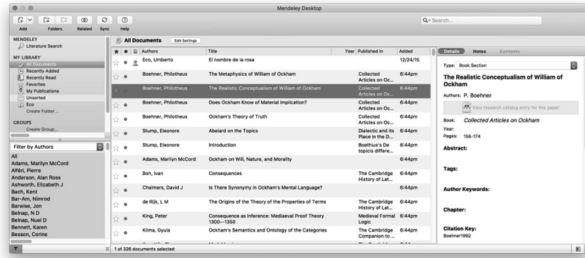 Mendeley Desktop
Add
Folders
Related
Sync
Help
Search...
MENDELEY
Literature Search
MY LIBRARY
All Documents
Recently Added
Recently Read
Favorites
My Publications
Unsorted
Eco
Create Folder...
GROUPS
Create Group...
Filter by Authors
All
Adams, Marilyn McCord
Alféri, Pierre
Anderson, Alan Ross
Ashworth, Elizabeth J
Bach, Kent
Bar-Am, Nimrod
Barwise, Jon
Belnap, N D
Belnap, Nuel D
Bennett, Karen
Besson, Corine
All Documents Edit Settings
Authors Title Year Published In Added
Eco, Umberto El nombre de la rosa 12/24/15
Boehner, Philotheus The Metaphysics of William of Ockham Collected Articles on Oc... 6:44pm
Boehner, Philotheus The Realistic Conceptualism of William of Ockham Collected Articles on Oc... 6:44pm
Boehner, Philotheus Does Ockham Know of Material Implication? Collected Articles on Oc... 6:44pm
Boehner, Philotheus Ockham's Theory of Truth Collected Articles on Oc... 6:44pm
Stump, Eleonore Abelard on the Topics Dialectic and its Place in the D... 6:44pm
Stump, Eleonore Introduction Boethius's De topicis differe... 6:44pm
Adams, Marilyn McCord Ockham on Will, Nature, and Morality 6:44pm
Boh, Ivan Consequences The Cambridge History of Lat... 6:44pm
Chalmers, David J Is There Synonymy in Ockham's Mental Language? 6:44pm
de Rijk, L M The Origins of the Theory of the Properties of Terms The Cambridge History of Lat... 6:44pm
King, Peter Consequence as Inference: Mediaeval Proof Theory 1300--1350 Medieval Formal Logic 6:44pm
Klima, Gyula Ockham's Semantics and Ontology of the Categories The Cambridge Companion to ... 6:44pm
1 of 326 documents selected
Details Notes Contents
Type: Book Section
The Realistic Conceptualism of William of
Ockham
Authors: P. Boehner
View research catalog entry for this paper
Book: Collected Articles on Ockham
Year:
Pages: 156-174
Abstract:
Tags:
Author Keywords:
Chapter:
Citation Key:
Boehner1992